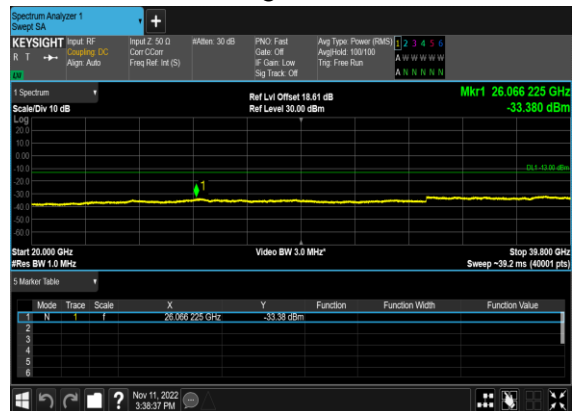 Spectrum Analyzer 1
Swept SA
+
KEYSIGHT Input: RF Input Z: 50 Ω #Atten: 30 dB PNO: Fast Avg Type: Power (RMS) 1 2 3 4 5 6
R T Coupling: DC Corr CCorr Gate: Off Avg|Hold: 100/100 A W W W W W
Align: Auto Freq Ref: Int (S) IF Gain: Low Trig: Free Run
Sig Track: Off A N N N N N
1 Spectrum Ref Lvl Offset 18.61 dB Mkr1 26.066 225 GHz
Scale/Div 10 dB Ref Level 30.00 dBm -33.380 dBm
Log
20.0
10.0
0.00
-10.0
DL1 -13.00 dBm
-20.0
1
-30.0
-40.0
-50.0
-60.0
Start 20.000 GHz Video BW 3.0 MHz* Stop 39.800 GHz
#Res BW 1.0 MHz Sweep ~39.2 ms (40001 pts)
5 Marker Table
Mode Trace Scale X Y Function Function Width Function Value
1 N 1 f 26.066 225 GHz -33.38 dBm
2
3
4
5
6
? Nov 11, 2022
3:38:37 PM